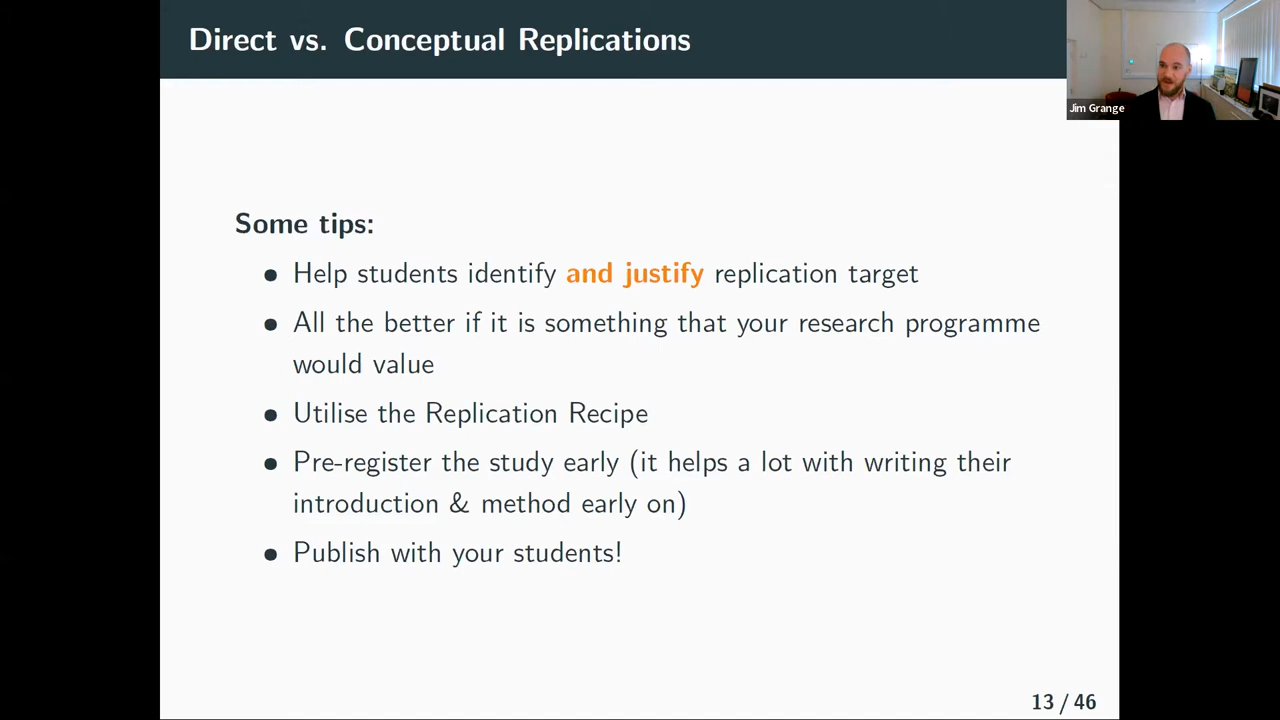 Direct vs. Conceptual Replications
Jim Grange
Some tips:
• Help students identify and justify replication target
• All the better if it is something that your research programme
would value
• Utilise the Replication Recipe
• Pre-register the study early (it helps a lot with writing their
introduction & method early on)
• Publish with your students!
13 / 46